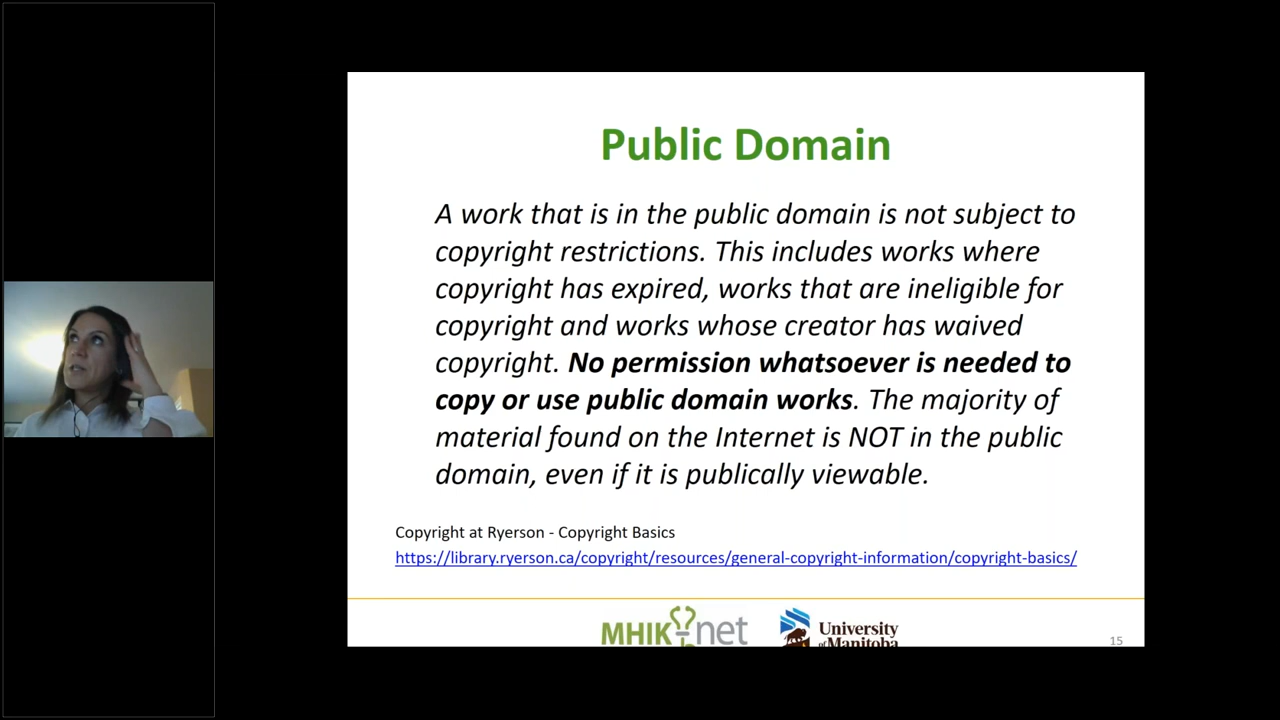 Public Domain
A work that is in the public domain is not subject to
copyright restrictions. This includes works where
copyright has expired, works that are ineligible for
copyright and works whose creator has waived
copyright. No permission whatsoever is needed to
copy or use public domain works. The majority of
material found on the Internet is NOT in the public
domain, even if it is publically viewable.
Copyright at Ryerson - Copyright Basics
https://library.ryerson.ca/copyright/resources/general-copyright-information/copyright-basics/
MHIKnet
University
of Manitoba
15